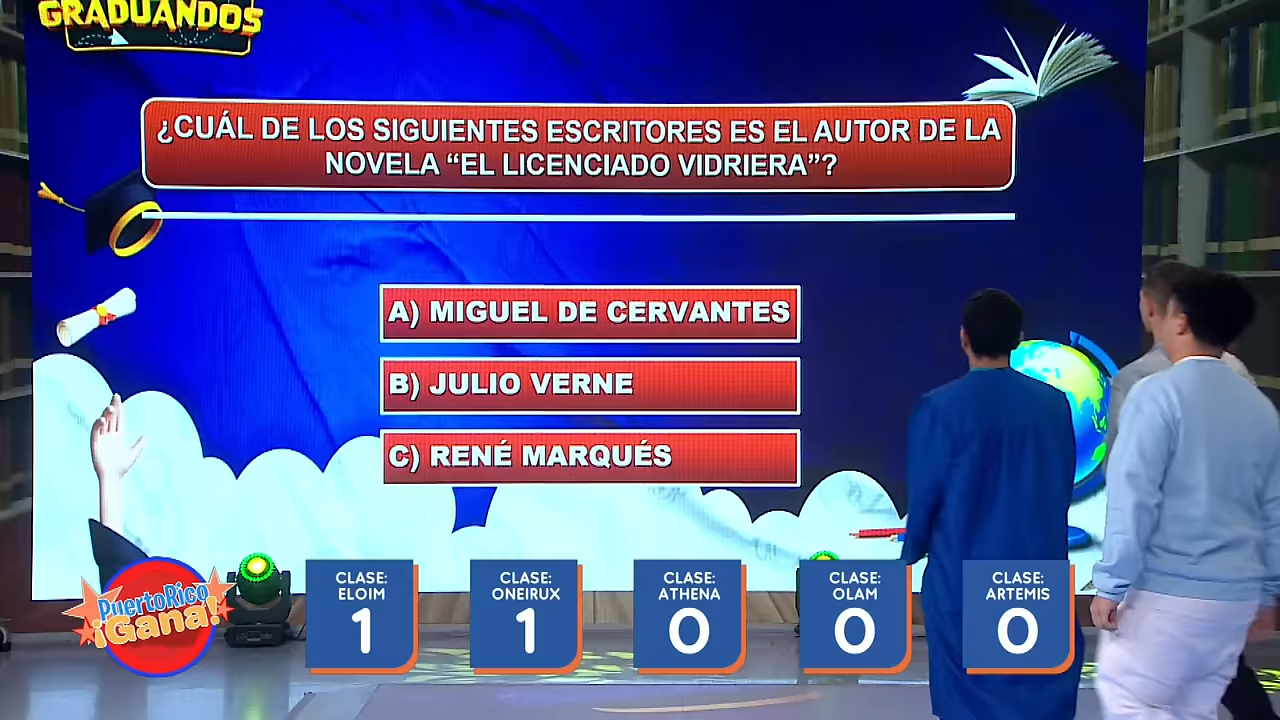 GRADUANDOS
¿CUÁL DE LOS SIGUIENTES ESCRITORES ES EL AUTOR DE LA
NOVELA “EL LICENCIADO VIDRIERA”?
A) MIGUEL DE CERVANTES
B) JULIO VERNE
C) RENÉ MARQUÉS
PuertoRico
¡Gana!
CLASE:
ELOIM
1
CLASE:
ONEIRUX
1
CLASE:
ATHENA
0
CLASE:
OLAM
0
CLASE:
ARTEMIS
0